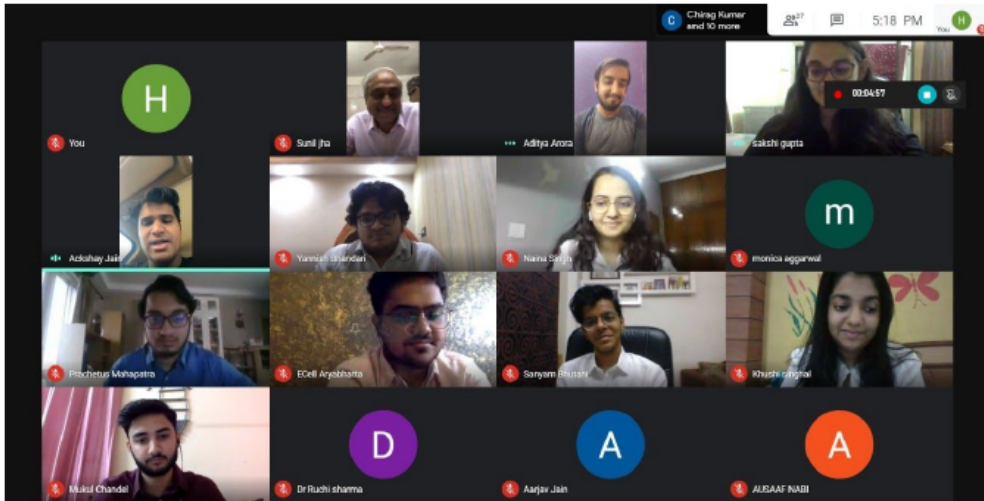 C
Chirag Kumar
and 10 more
27
5:18 PM
You
H
H
You
Sunil jha
Aditya Arora
00:04:57
sakshi gupta
Ackshay Jain
Yannish Bhandari
Naina Singh
m
monica aggarwal
Prachetus Mahapatra
ECell Aryabhatta
Sanyam Bhutani
Khushi singhal
Mukul Chandel
D
Dr Ruchi sharma
A
Aarjav Jain
A
AUSAAF NABI